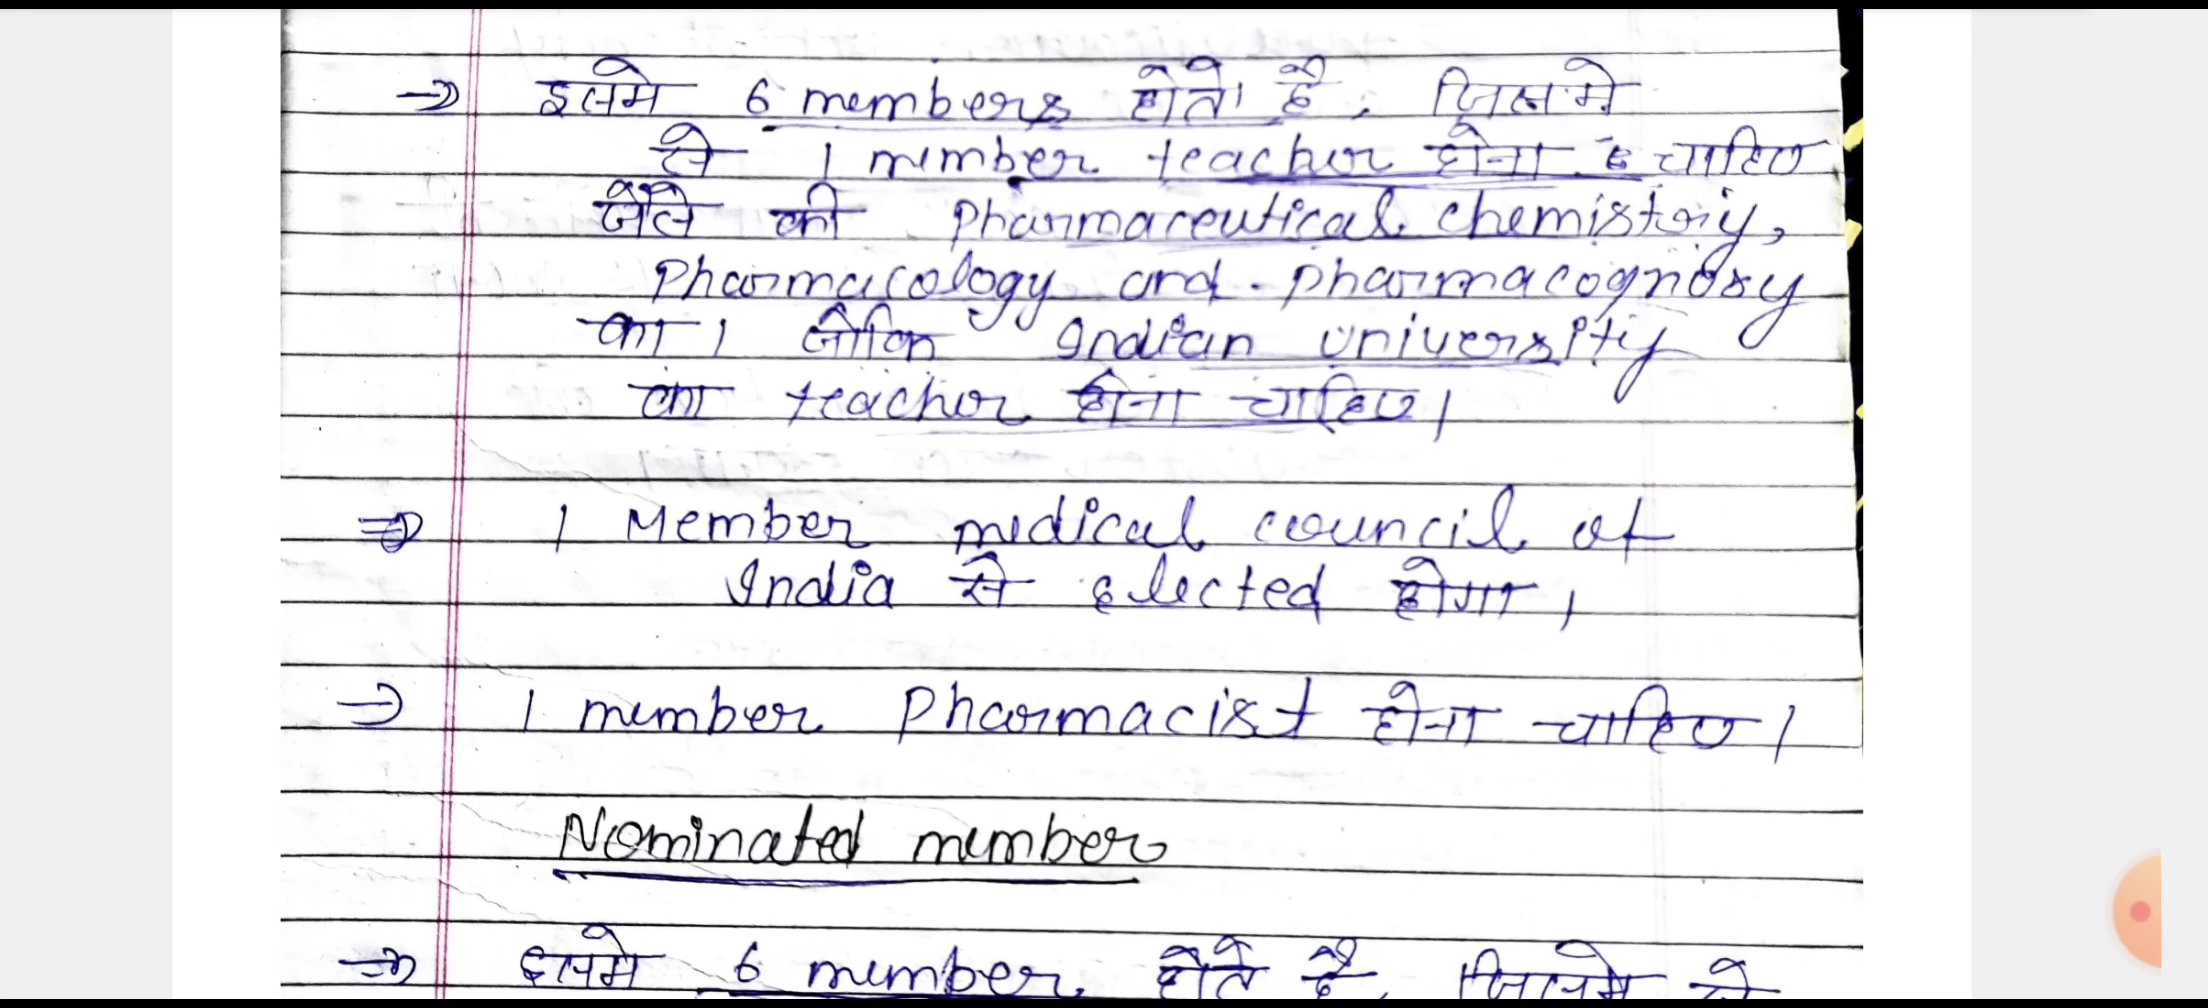 → इसमे 6 members होते है, जिसमे
से 1 member teacher होना चाहिए
जैसे की Pharmaceutical chemistry,
Pharmacology and pharmacognosy
का। जोकि Indian university
का teacher होना चाहिए।
⇒ 1 Member medical council of
India से elected होगा।
→ 1 member Pharmacist होना चाहिए।
Nominated member
→ इसमे 6 member होते है, जिसमे से